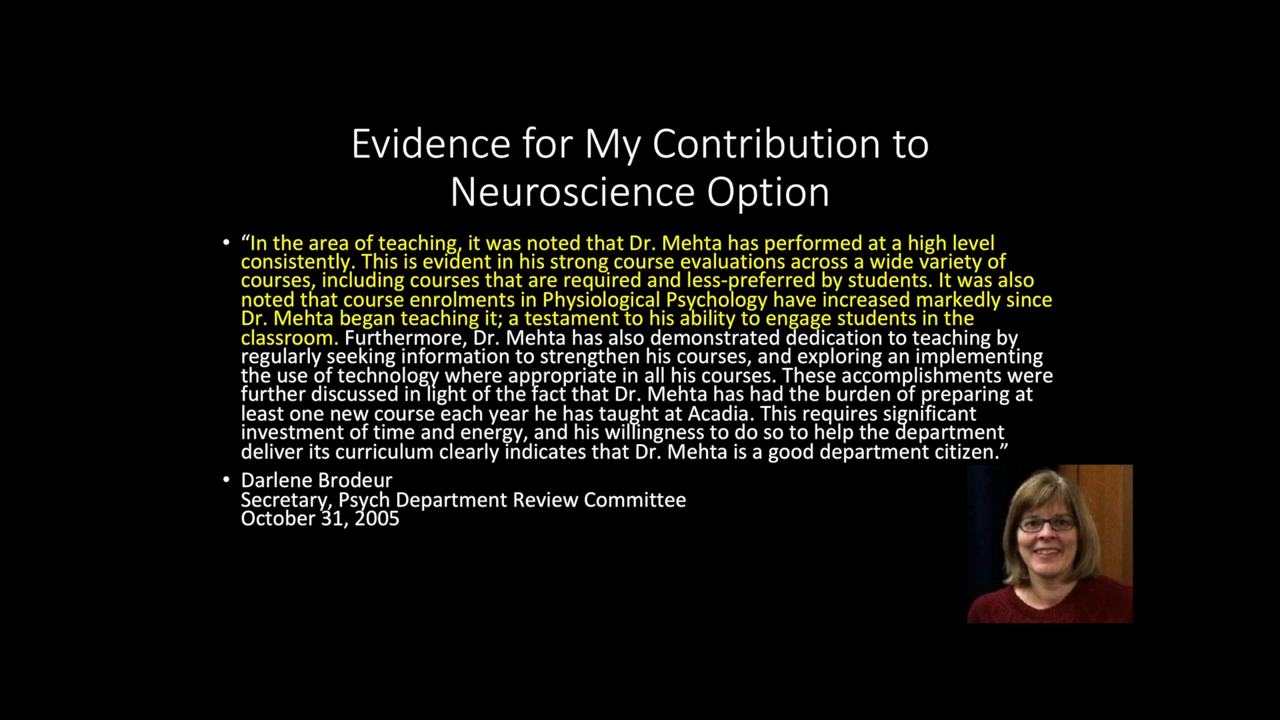 Evidence for My Contribution to
Neuroscience Option
• “In the area of teaching, it was noted that Dr. Mehta has performed at a high level
consistently. This is evident in his strong course evaluations across a wide variety of
courses, including courses that are required and less-preferred by students. It was also
noted that course enrolments in Physiological Psychology have increased markedly since
Dr. Mehta began teaching it; a testament to his ability to engage students in the
classroom. Furthermore, Dr. Mehta has also demonstrated dedication to teaching by
regularly seeking information to strengthen his courses, and exploring an implementing
the use of technology where appropriate in all his courses. These accomplishments were
further discussed in light of the fact that Dr. Mehta has had the burden of preparing at
least one new course each year he has taught at Acadia. This requires significant
investment of time and energy, and his willingness to do so to help the department
deliver its curriculum clearly indicates that Dr. Mehta is a good department citizen.”
• Darlene Brodeur
Secretary, Psych Department Review Committee
October 31, 2005